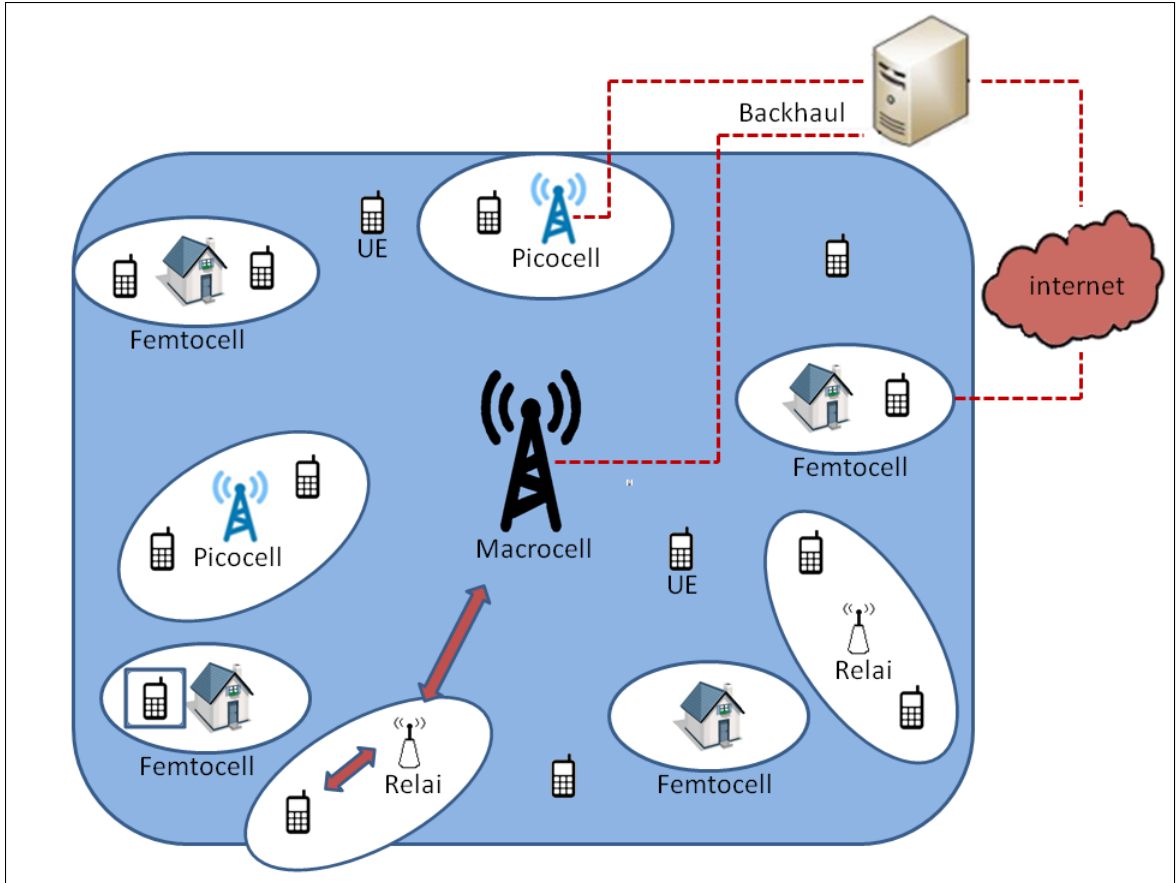 Backhaul
UE
Picocell
internet
Femtocell
Femtocell
Macrocell
Picocell
UE
Relai
Femtocell
Relai
Femtocell